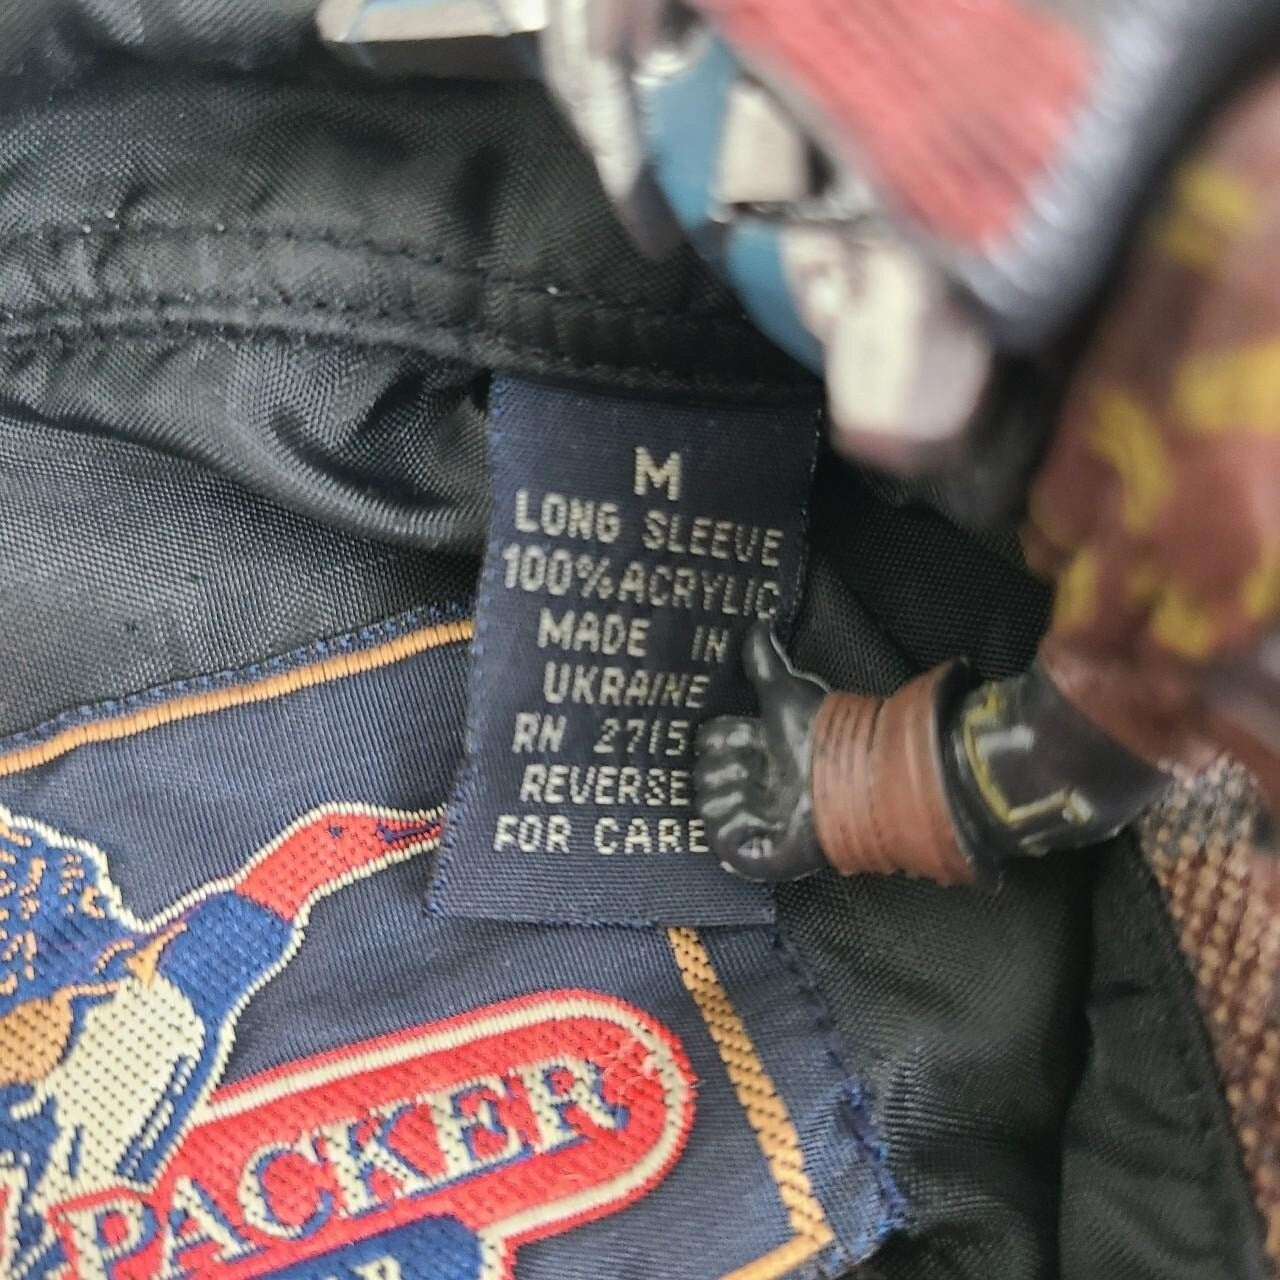 M
LONG SLEEVE
100% ACRYLIC
MADE IN
UKRAINE
RN 2715
REVERSE
FOR CARE
PACKER